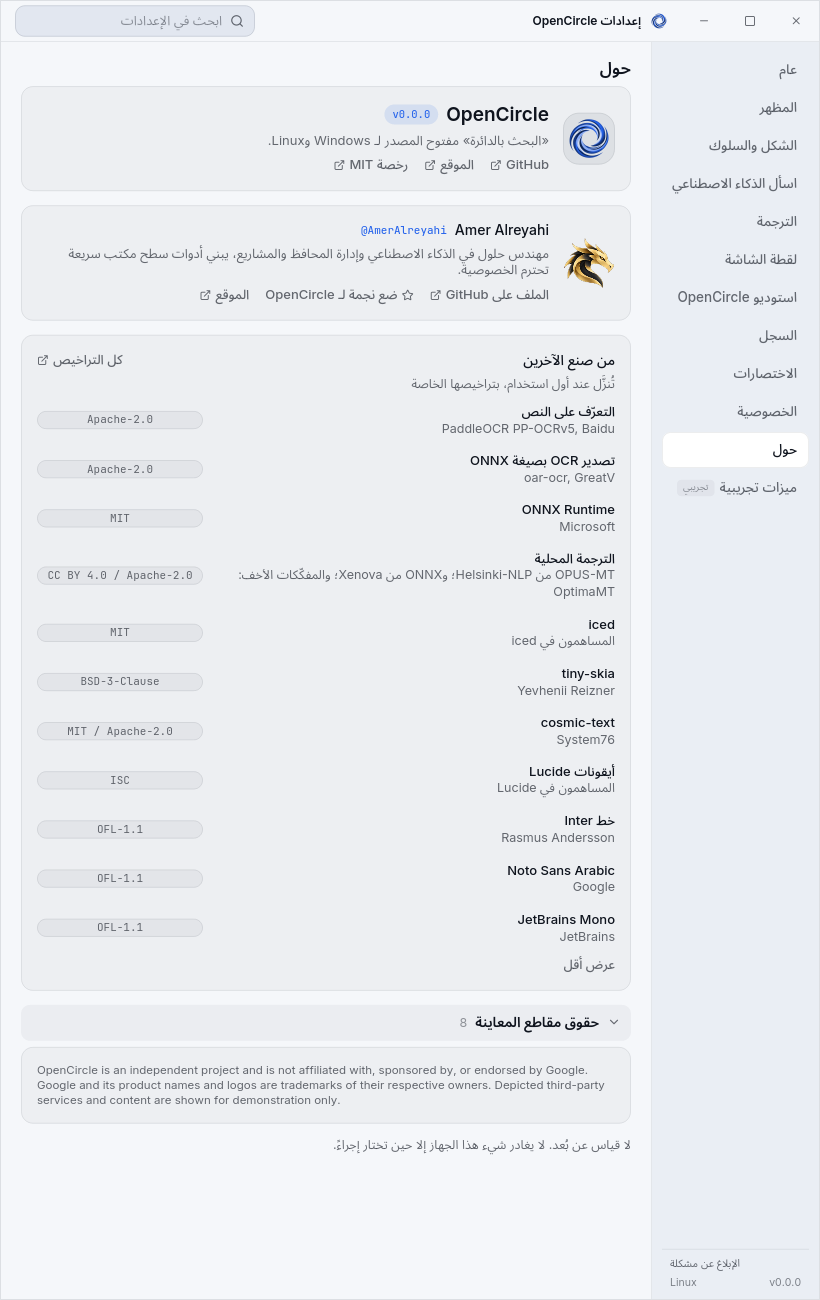 إعدادات OpenCircle
ابحث في الإعدادات
عام
المظهر
الشكل والسلوك
اسأل الذكاء الاصطناعي
الترجمة
لقطة الشاشة
استوديو OpenCircle
السجل
الاختصارات
الخصوصية
حول
ميزات تجريبية تجريبي
الإبلاغ عن مشكلة
v0.0.0 Linux
حول
OpenCircle v0.0.0
«البحث بالدائرة» مفتوح المصدر لـ Windows وLinux.
GitHub الموقع رخصة MIT
Amer Alreyahi @AmerAlreyahi
مهندس حلول في الذكاء الاصطناعي وإدارة المحافظ والمشاريع، يبني أدوات سطح مكتب سريعة
تحترم الخصوصية.
الملف على GitHub ضع نجمة لـ OpenCircle الموقع
من صنع الآخرين كل التراخيص
تُنزَّل عند أول استخدام، بتراخيصها الخاصة
التعرّف على النص
PaddleOCR PP-OCRv5, Baidu
Apache-2.0
تصدير OCR بصيغة ONNX
oar-ocr, GreatV
Apache-2.0
ONNX Runtime
Microsoft
MIT
الترجمة المحلية
OPUS-MT من Helsinki-NLP؛ وONNX من Xenova؛ والمفكّكات الأخف:
OptimaMT
CC BY 4.0 / Apache-2.0
iced
المساهمون في iced
MIT
tiny-skia
Yevhenii Reizner
BSD-3-Clause
cosmic-text
System76
MIT / Apache-2.0
أيقونات Lucide
المساهمون في Lucide
ISC
خط Inter
Rasmus Andersson
OFL-1.1
Noto Sans Arabic
Google
OFL-1.1
JetBrains Mono
JetBrains
OFL-1.1
عرض أقل
حقوق مقاطع المعاينة 8
OpenCircle is an independent project and is not affiliated with, sponsored by, or endorsed by Google.
Google and its product names and logos are trademarks of their respective owners. Depicted third-party
services and content are shown for demonstration only.
لا قياس عن بُعد. لا يغادر شيء هذا الجهاز إلا حين تختار إجراءً.